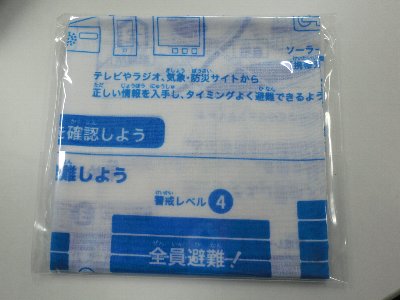 ソーラー
携帯
テレビやラジオ、気象・防災サイトから
正しい情報を入手し、タイミングよく避難できるよう
を確認しよう
難しよう
警戒レベル 4
全員避難!